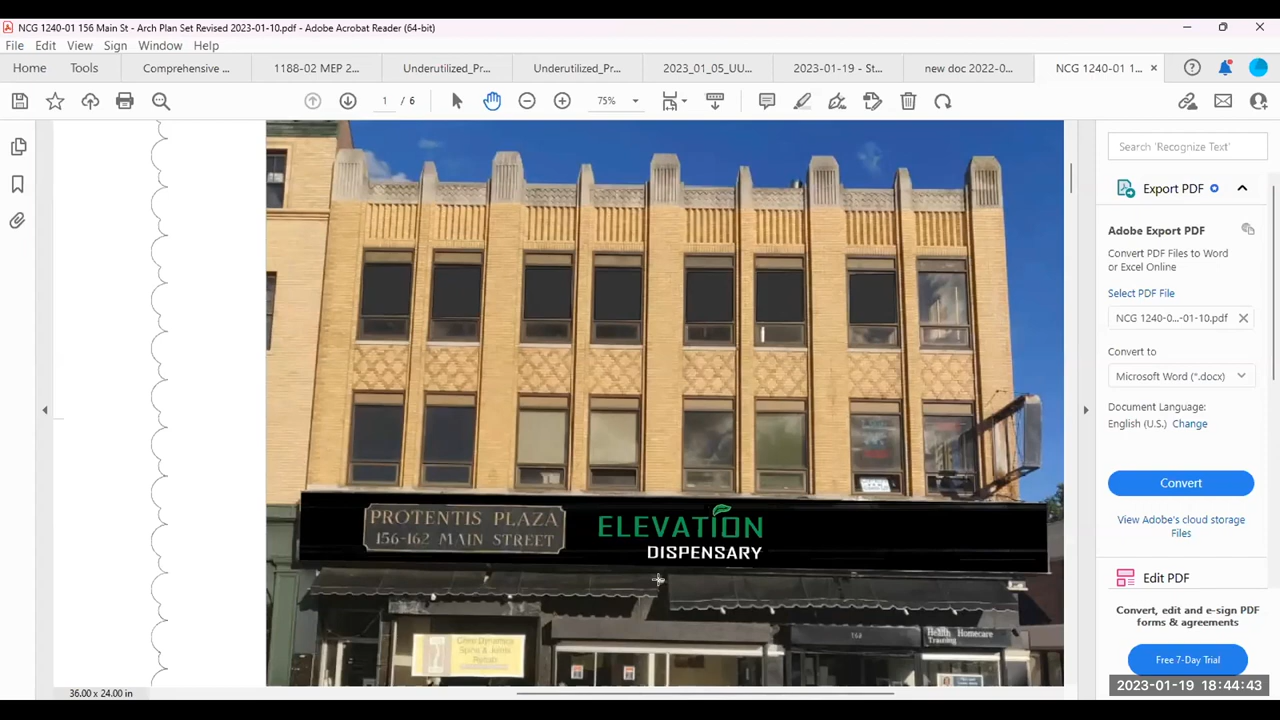 NCG 1240-01 156 Main St - Arch Plan Set Revised 2023-01-10.pdf - Adobe Acrobat Reader (64-bit)
File Edit View Sign Window Help
Home Tools Comprehensive ... 1188-02 MEP 2... Underutilized_Pr... Underutilized_Pr... 2023_01_05_UU... 2023-01-19 - St... new doc 2022-0... NCG 1240-01 1...
1 / 6 75%
Search 'Recognize Text'
Export PDF
Adobe Export PDF
Convert PDF Files to Word
or Excel Online
Select PDF File
NCG 1240-0...-01-10.pdf
Convert to
Microsoft Word (*.docx)
Document Language:
English (U.S.) Change
Convert
View Adobe's cloud storage
Files
Edit PDF
Convert, edit and e-sign PDF
forms & agreements
Free 7-Day Trial
2023-01-19 18:44:43
PROTENTIS PLAZA
156-162 MAIN STREET
ELEVATION
DISPENSARY
160
Health Homecare
Training
36.00 x 24.00 in